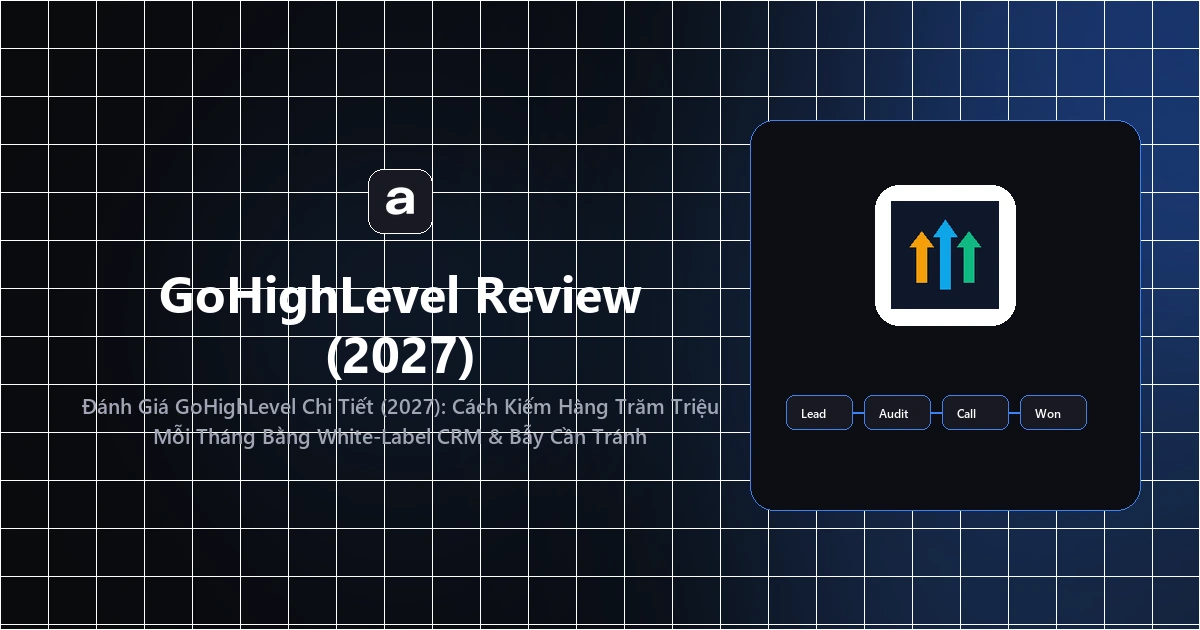 a
GoHighLevel Review
(2027)
Đánh Giá GoHighLevel Chi Tiết (2027): Cách Kiếm Hàng Trăm Triệu
Mỗi Tháng Bằng White-Label CRM & Bẫy Cần Tránh
Lead Audit Call Won